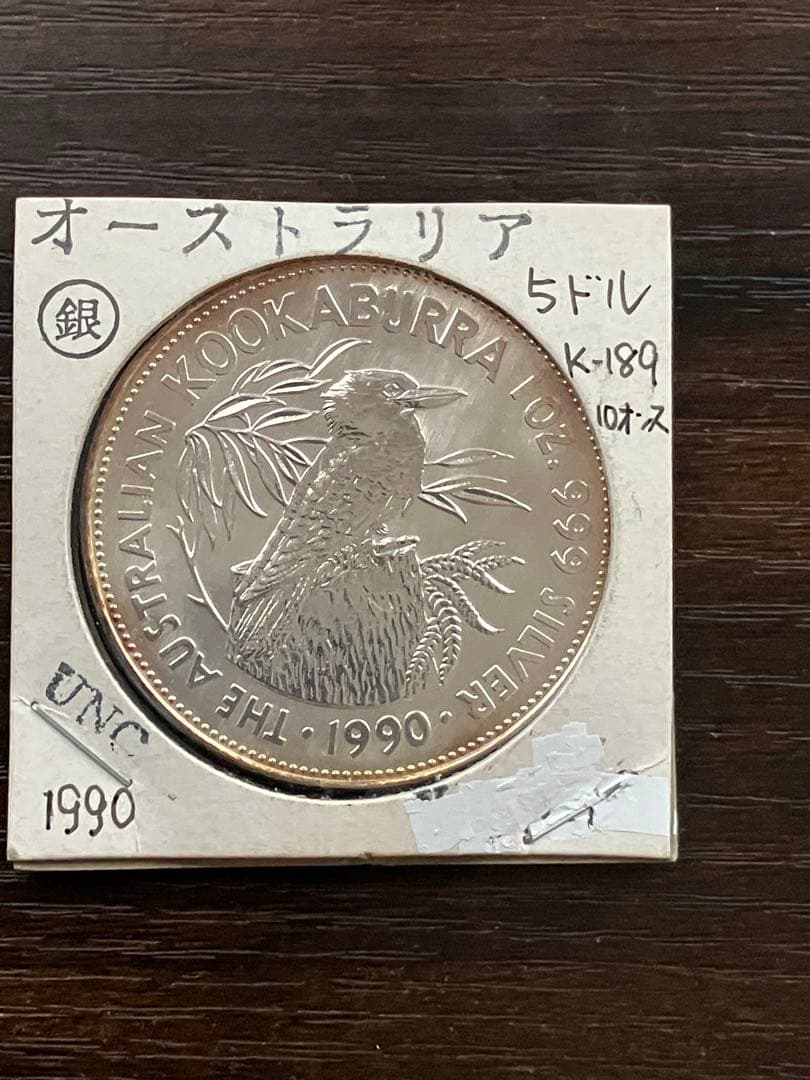 オーストラリア
銀
5ドル
K-189
10オンス
THE AUSTRALIAN KOOKABURRA 1 OZ. 999 SILVER
· 1990 ·
UNC
1990